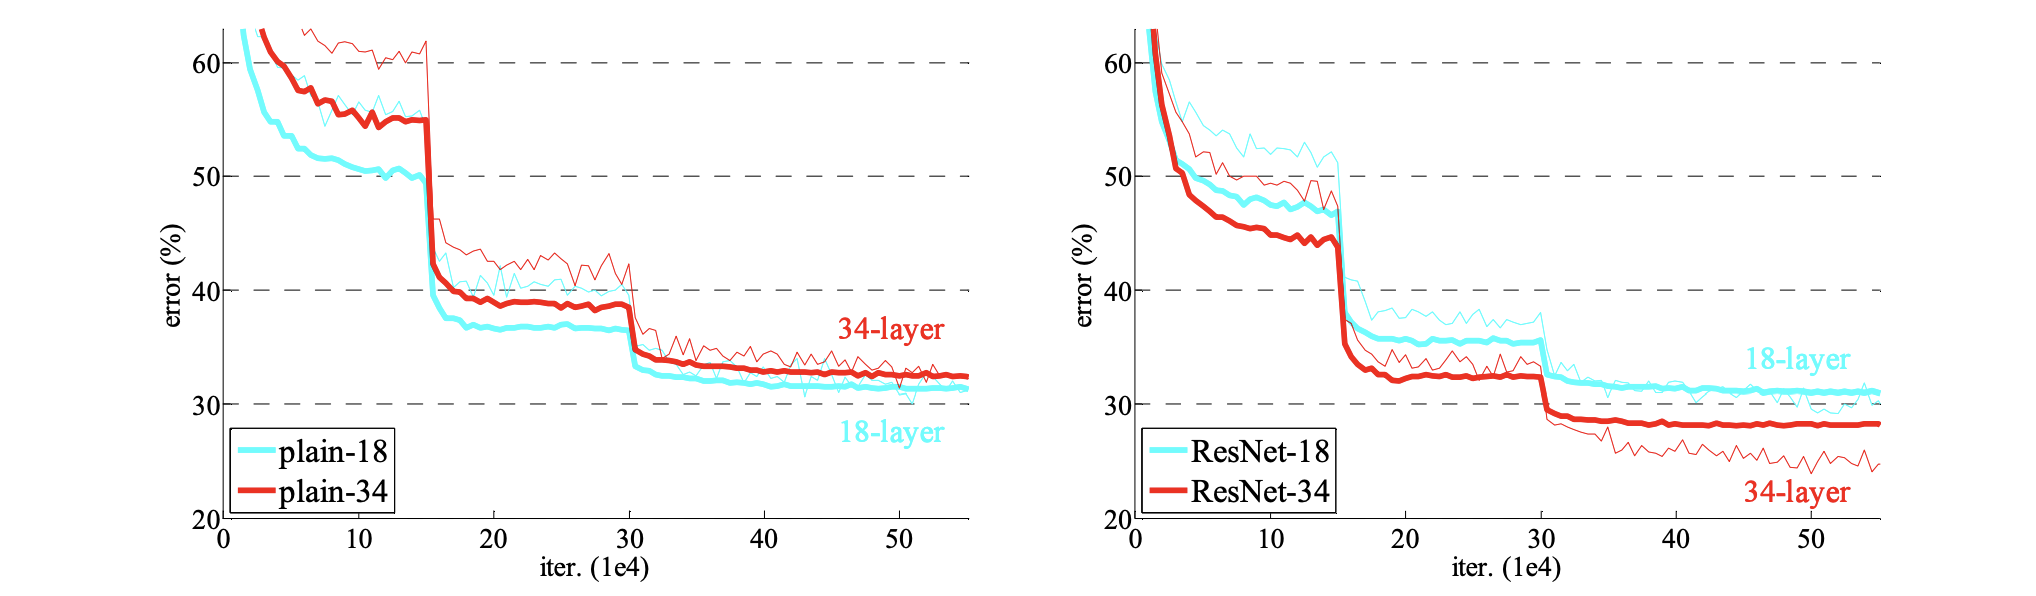 60
50
40
30
20
error (%)
34-layer
18-layer
plain-18
plain-34
0 10 20 30 40 50
iter. (1e4)
60
50
40
30
20
error (%)
18-layer
34-layer
ResNet-18
ResNet-34
0 10 20 30 40 50
iter. (1e4)